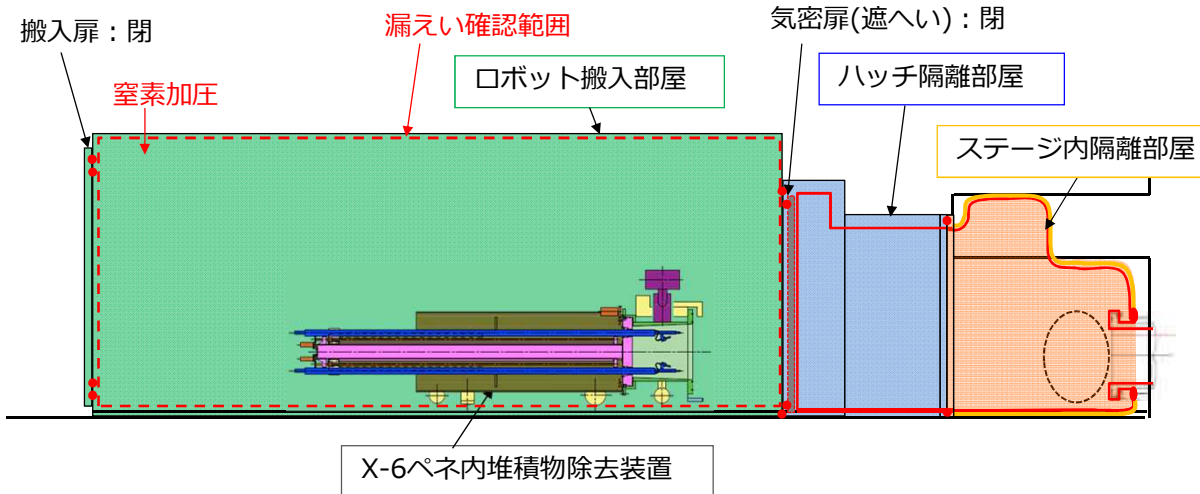 搬入扉：閉
漏えい確認範囲
気密扉(遮へい)：閉
窒素加圧
ロボット搬入部屋
ハッチ隔離部屋
ステージ内隔離部屋
X-6ペネ内堆積物除去装置